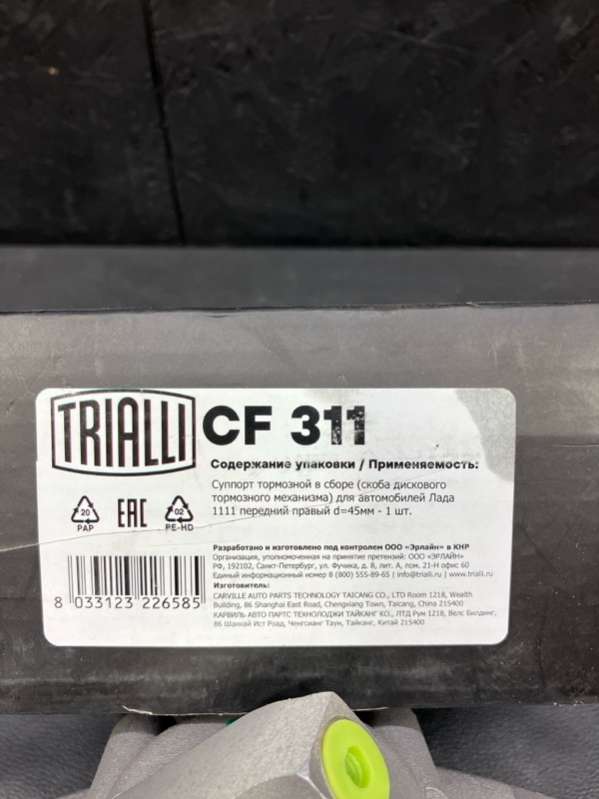 TRIALLI CF 311
Содержание упаковки / Применяемость:
Суппорт тормозной в сборе (скоба дискового
тормозного механизма) для автомобилей Лада
1111 передний правый d=45мм - 1 шт.
20
PAP
EAC
02
PE-HD
Разработано и изготовлено под контролем ООО «Эрлайн» в КНР
Организация, уполномоченная на принятие претензий: ООО «ЭРЛАЙН»
РФ, 192102, Санкт-Петербург, ул. Фучика, д. 8, лит. А, пом. 21-Н офис 60
Единый информационный номер 8 (800) 555-89-65 | info@trialli.ru | www.trialli.ru
Изготовитель:
CARVILLE AUTO PARTS TECHNOLOGY TAICANG CO., LTD Room 1218, Wealth
Building, 86 Shanghai East Road, Chengxiang Town, Taicang, China 215400
КАРВИЛЬ АВТО ПАРТС ТЕХНОЛОДЖИ ТАЙКАНГ КО., ЛТД Рум 1218, Велс Билдинг,
86 Шанхай Ист Роад, Ченгсианг Таун, Тайканг, Китай 215400
8 033123 226585